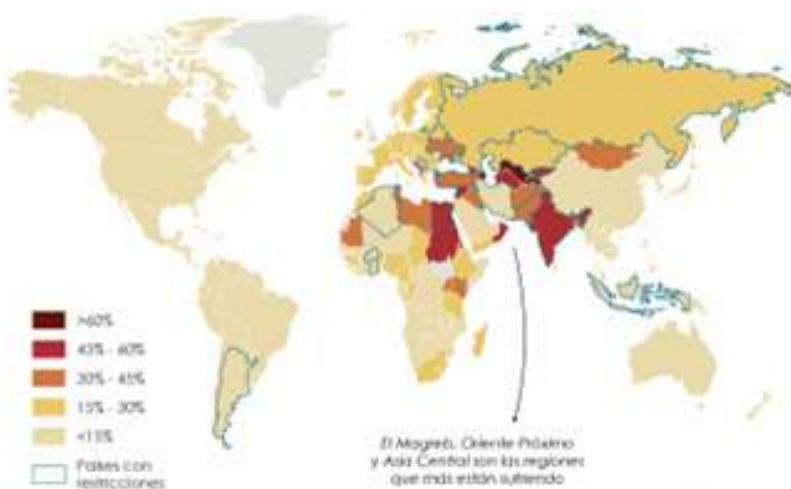 >60%
45% - 60%
30% - 45%
15% - 30%
<15%
Países con
restricciones
El Magreb, Oriente Próximo
y Asia Central son las regiones
que más están sufriendo